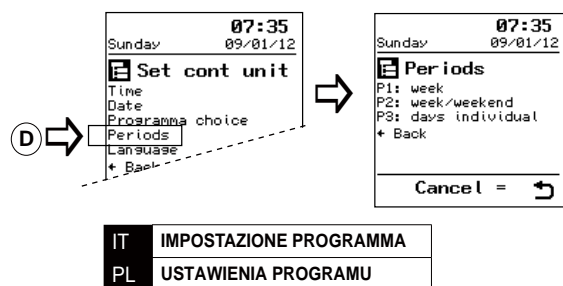 07:35
Sunday 09/01/12
Set cont unit
Time
Date
Programma choice
Periods
Language
← Back
D
07:35
Sunday 09/01/12
Periods
P1: week
P2: week/weekend
P3: days individual
← Back
Cancel =
IT IMPOSTAZIONE PROGRAMMA
PL USTAWIENIA PROGRAMU